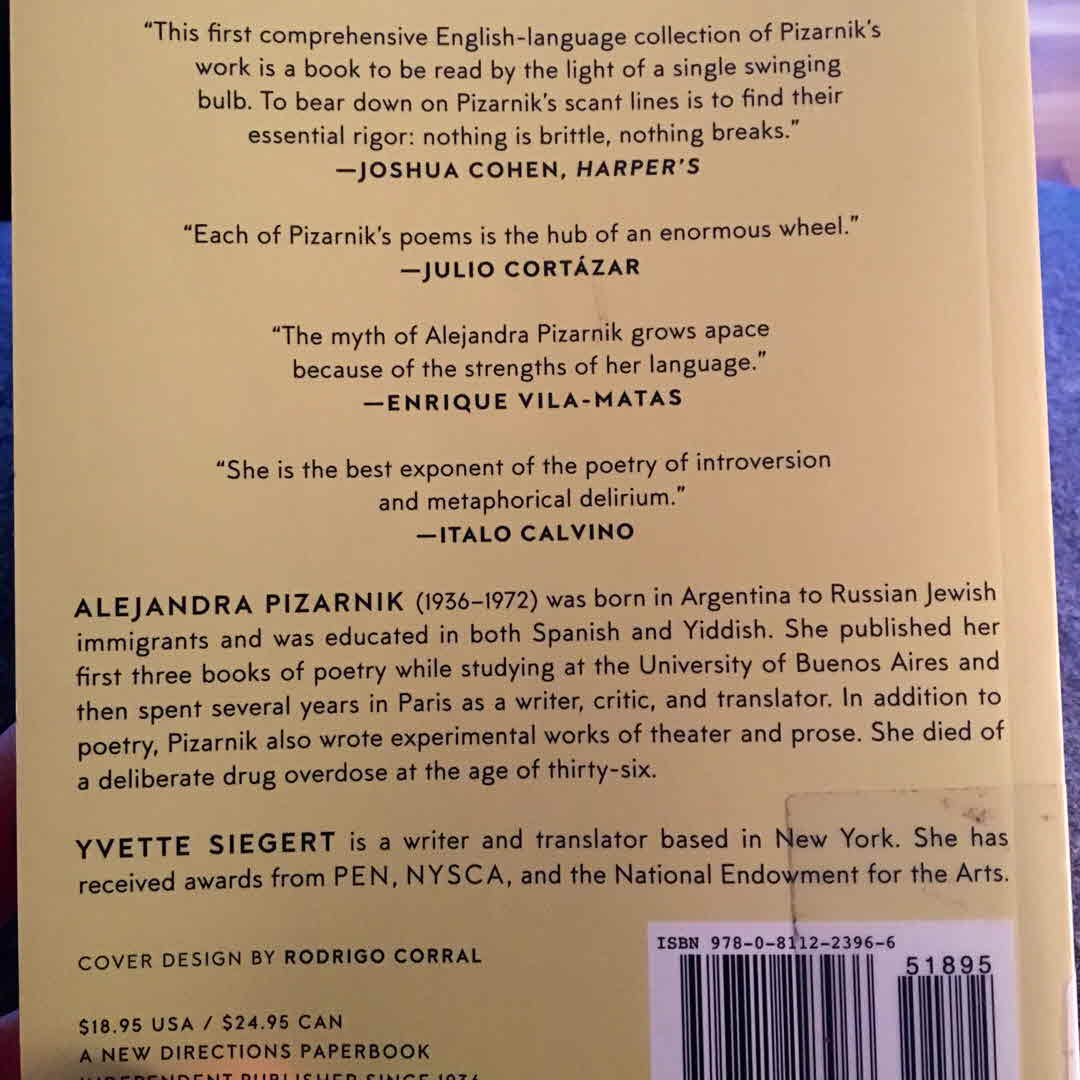 “This first comprehensive English-language collection of Pizarnik’s
work is a book to be read by the light of a single swinging
bulb. To bear down on Pizarnik’s scant lines is to find their
essential rigor: nothing is brittle, nothing breaks.”
—JOSHUA COHEN, HARPER’S
“Each of Pizarnik’s poems is the hub of an enormous wheel.”
—JULIO CORTÁZAR
“The myth of Alejandra Pizarnik grows apace
because of the strengths of her language.”
—ENRIQUE VILA-MATAS
“She is the best exponent of the poetry of introversion
and metaphorical delirium.”
—ITALO CALVINO
ALEJANDRA PIZARNIK (1936–1972) was born in Argentina to Russian Jewish
immigrants and was educated in both Spanish and Yiddish. She published her
first three books of poetry while studying at the University of Buenos Aires and
then spent several years in Paris as a writer, critic, and translator. In addition to
poetry, Pizarnik also wrote experimental works of theater and prose. She died of
a deliberate drug overdose at the age of thirty-six.
YVETTE SIEGERT is a writer and translator based in New York. She has
received awards from PEN, NYSCA, and the National Endowment for the Arts.
COVER DESIGN BY RODRIGO CORRAL
$18.95 USA / $24.95 CAN
A NEW DIRECTIONS PAPERBOOK
INDEPENDENT PUBLISHER SINCE 1936
ISBN 978-0-8112-2396-6
51895